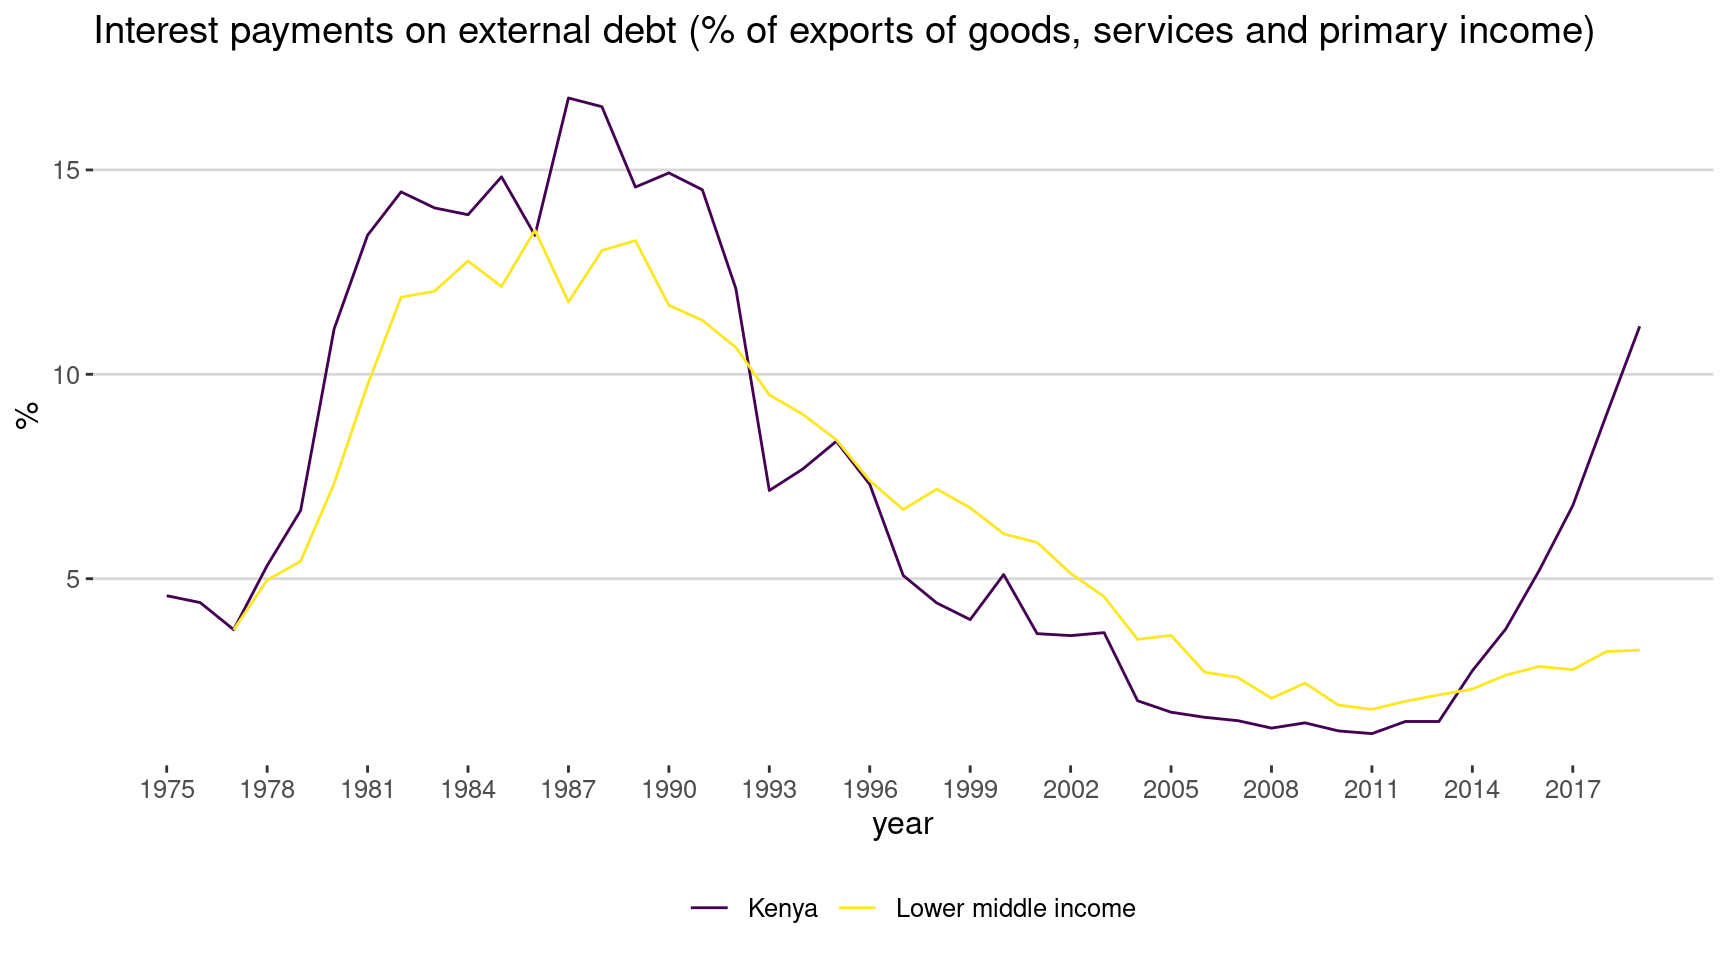 Interest payments on external debt (% of exports of goods, services and primary income)
15
10
5
%
1975 1978 1981 1984 1987 1990 1993 1996 1999 2002 2005 2008 2011 2014 2017
year
Kenya Lower middle income